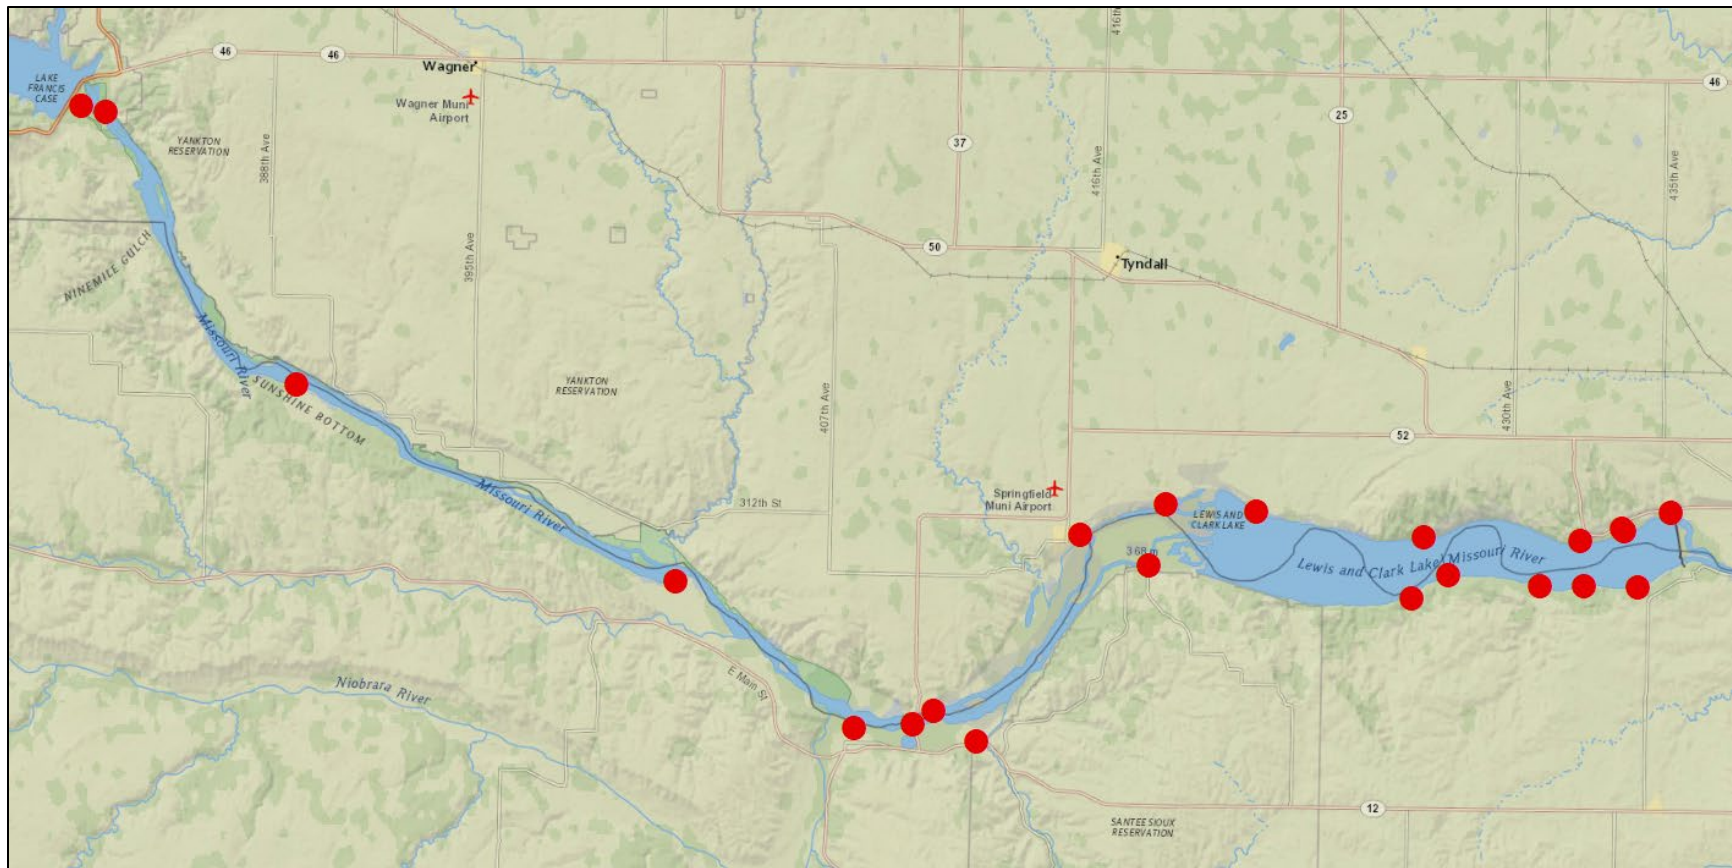 46
46
46
416th
Wagner
LAKE
FRANCIS
CASE
Wagner Muni
Airport
25
YANKTON
RESERVATION
388th Ave
37
416th Ave
435th Ave
NINEMILE GULCH
395th Ave
50
Tyndall
Missouri River
SUNSHINE BOTTOM
YANKTON
RESERVATION
407th Ave
430th Ave
52
Missouri River
312th St
Springfield
Muni Airport
LEWIS AND
CLARK LAKE
368 m
Lewis and Clark Lake
Missouri River
E Main St
Niobrara River
12
SANTEE SIOUX
RESERVATION